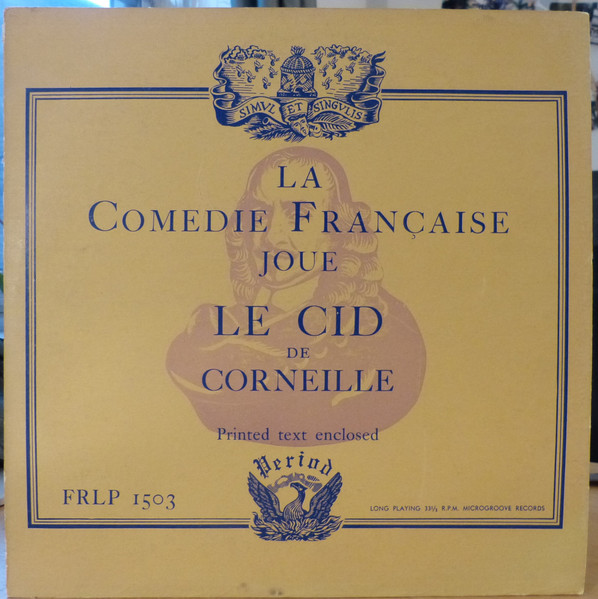 SIMVL ET SINGVLIS
LA
COMEDIE FRANÇAISE
JOUE
LE CID
DE
CORNEILLE
Printed text enclosed
Period
FRLP 1503
LONG PLAYING 33⅓ R.P.M. MICROGROOVE RECORDS